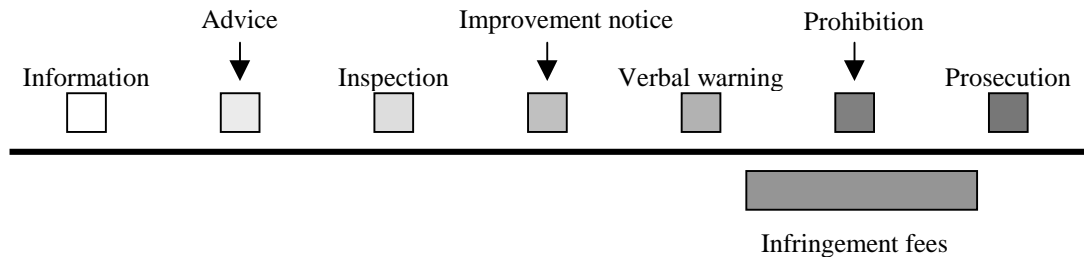 Advice
Improvement notice
Prohibition
Information
Inspection
Verbal warning
Prosecution
Infringement fees